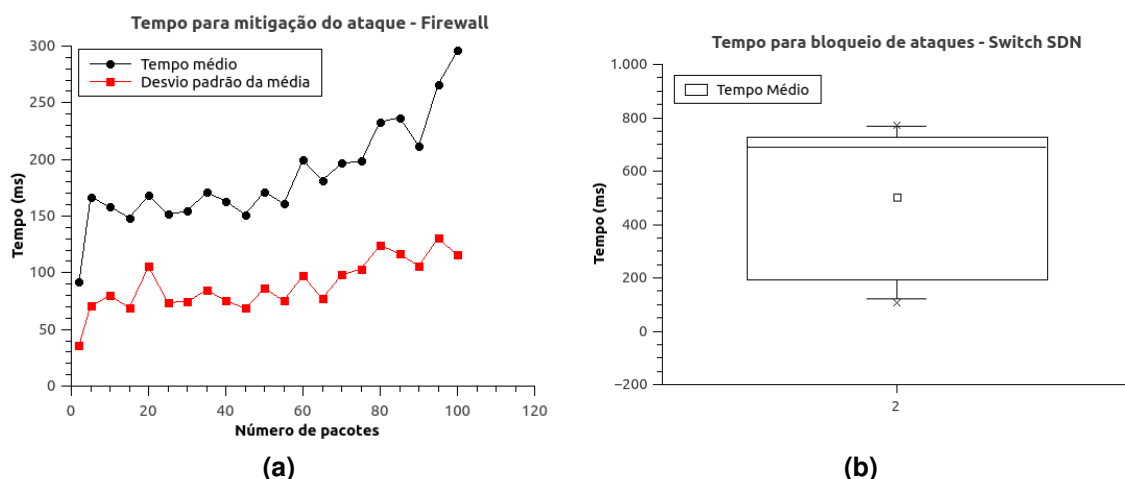 Tempo para mitigação do ataque - Firewall
300
250
200
150
100
50
0
Tempo (ms)
Tempo médio
Desvio padrão da média
0 20 40 60 80 100 120
Número de pacotes
(a)
Tempo para bloqueio de ataques - Switch SDN
1.000
800
600
400
200
0
−200
Tempo (ms)
Tempo Médio
2
(b)